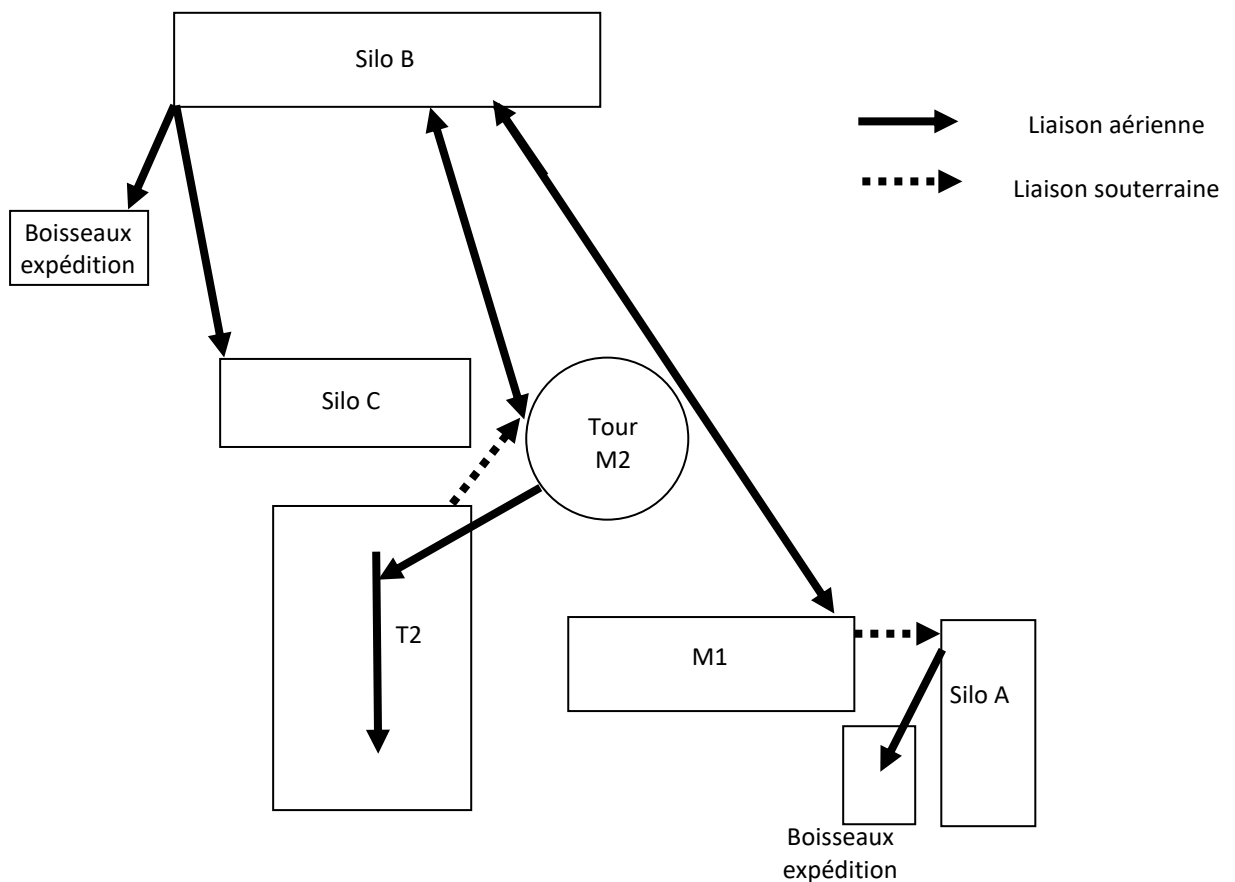 Silo B
Liaison aérienne
Liaison souterraine
Boisseaux
expédition
Silo C
Tour
M2
T2
M1
Silo A
Boisseaux
expédition